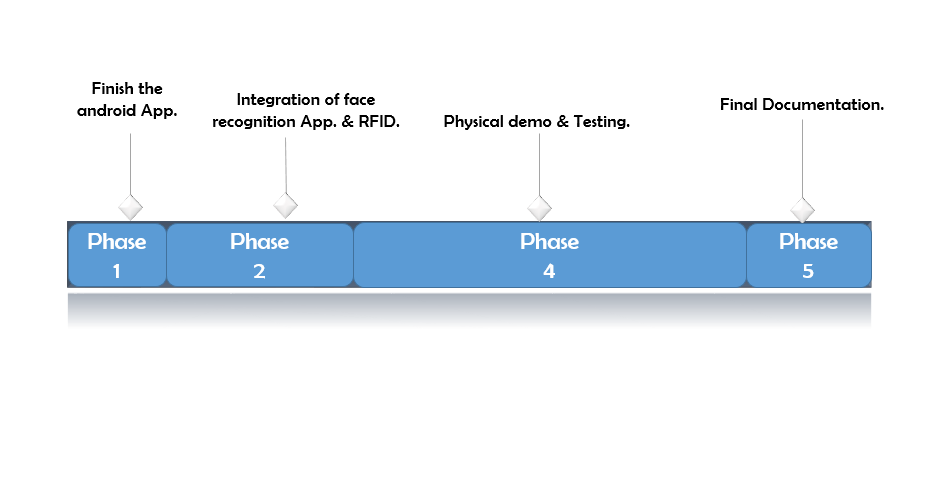 Finish the
android App.
Integration of face
recognition App. & RFID.
Physical demo & Testing.
Final Documentation.
Phase
1
Phase
2
Phase
4
Phase
5